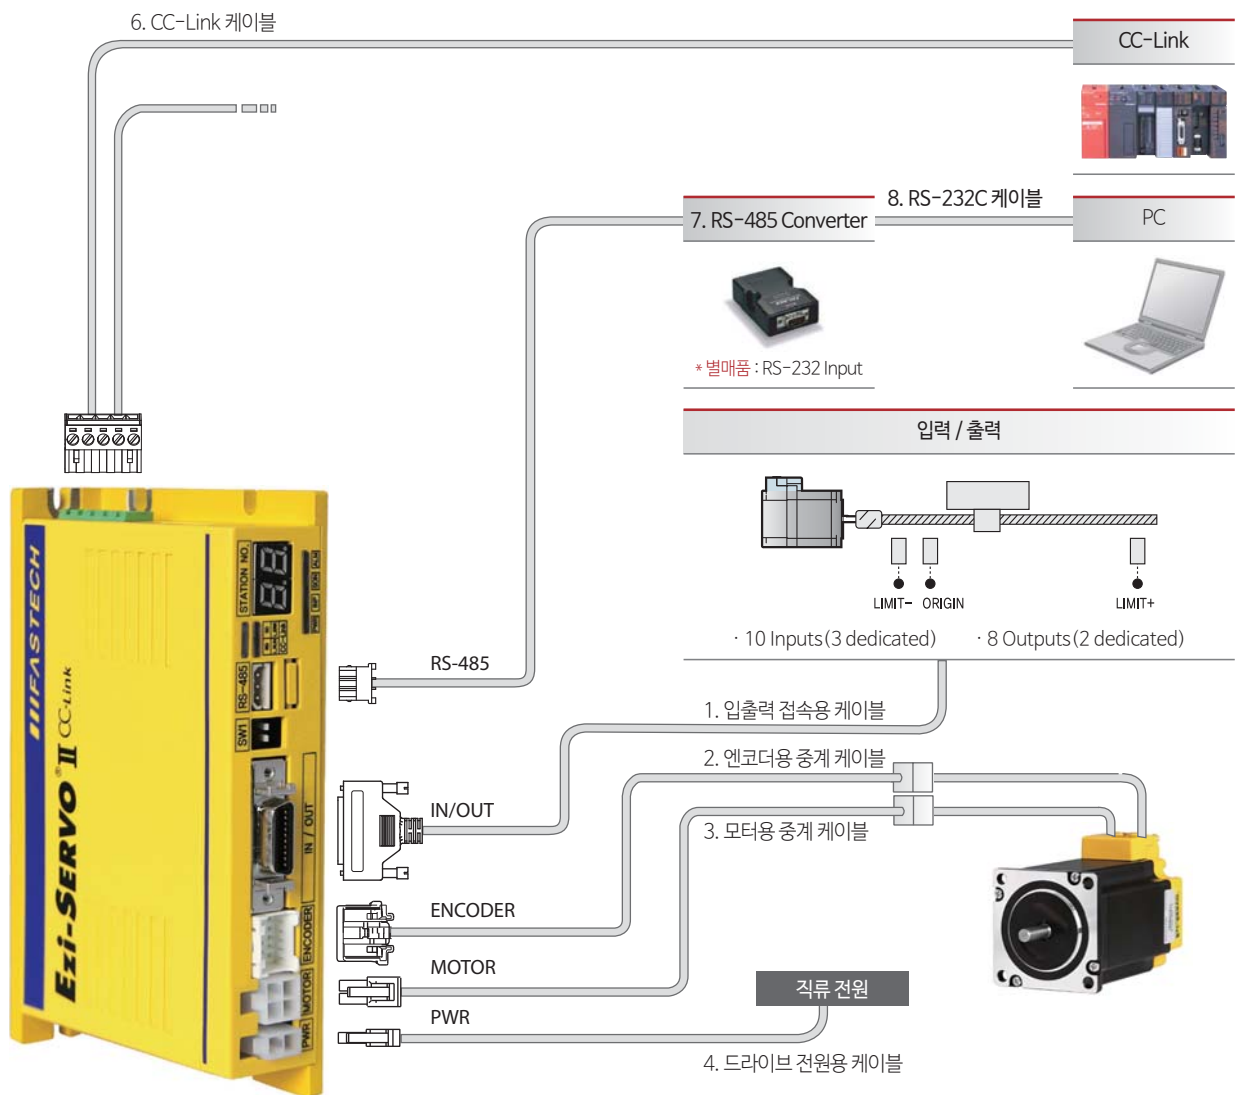 6. CC-Link 케이블
CC-Link
8. RS-232C 케이블
7. RS-485 Converter
PC
* 별매품 : RS-232 Input
입력 / 출력
LIMIT-
ORIGIN
LIMIT+
· 10 Inputs(3 dedicated)
· 8 Outputs(2 dedicated)
RS-485
1. 입출력 접속용 케이블
2. 엔코더용 중계 케이블
IN/OUT
3. 모터용 중계 케이블
ENCODER
MOTOR
직류 전원
PWR
4. 드라이브 전원용 케이블
FASTECH
Ezi-SERVO® II CC-Link
STATION NO.
RS-485
SW1
IN / OUT
ENCODER
MOTOR
PWR